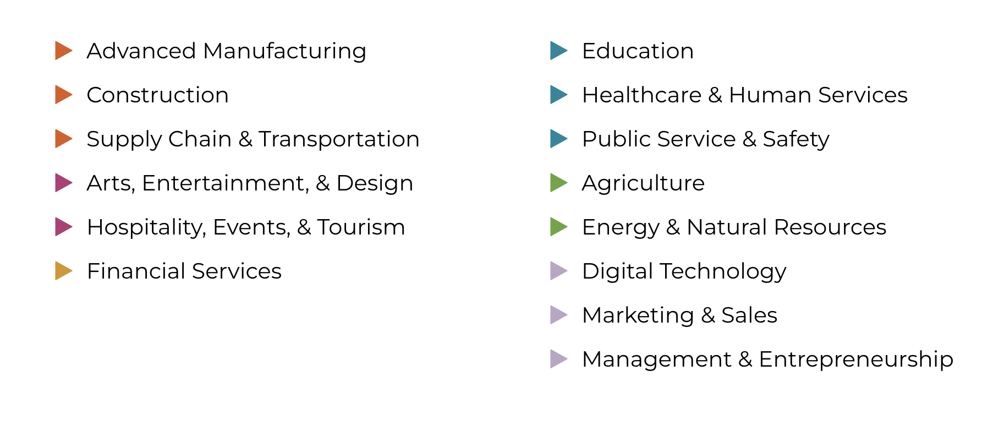 Advanced Manufacturing
Construction
Supply Chain & Transportation
Arts, Entertainment, & Design
Hospitality, Events, & Tourism
Financial Services
Education
Healthcare & Human Services
Public Service & Safety
Agriculture
Energy & Natural Resources
Digital Technology
Marketing & Sales
Management & Entrepreneurship